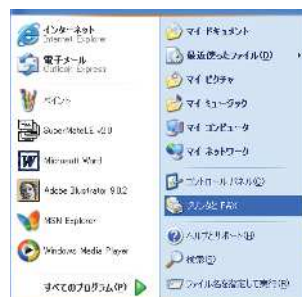 インターネット
Internet Explorer
電子メール
Outlook Express
ペイント
SuperMateLE v2.0
Microsoft Word
Adobe Illustrator 9.0.2
MSN Explorer
Windows Media Player
すべてのプログラム(P)
マイ ドキュメント
最近使ったファイル(D)
マイ ピクチャ
マイ ミュージック
マイ コンピュータ
マイ ネットワーク
コントロール パネル(C)
プリンタと FAX
ヘルプとサポート(H)
検索(S)
ファイル名を指定して実行(R)